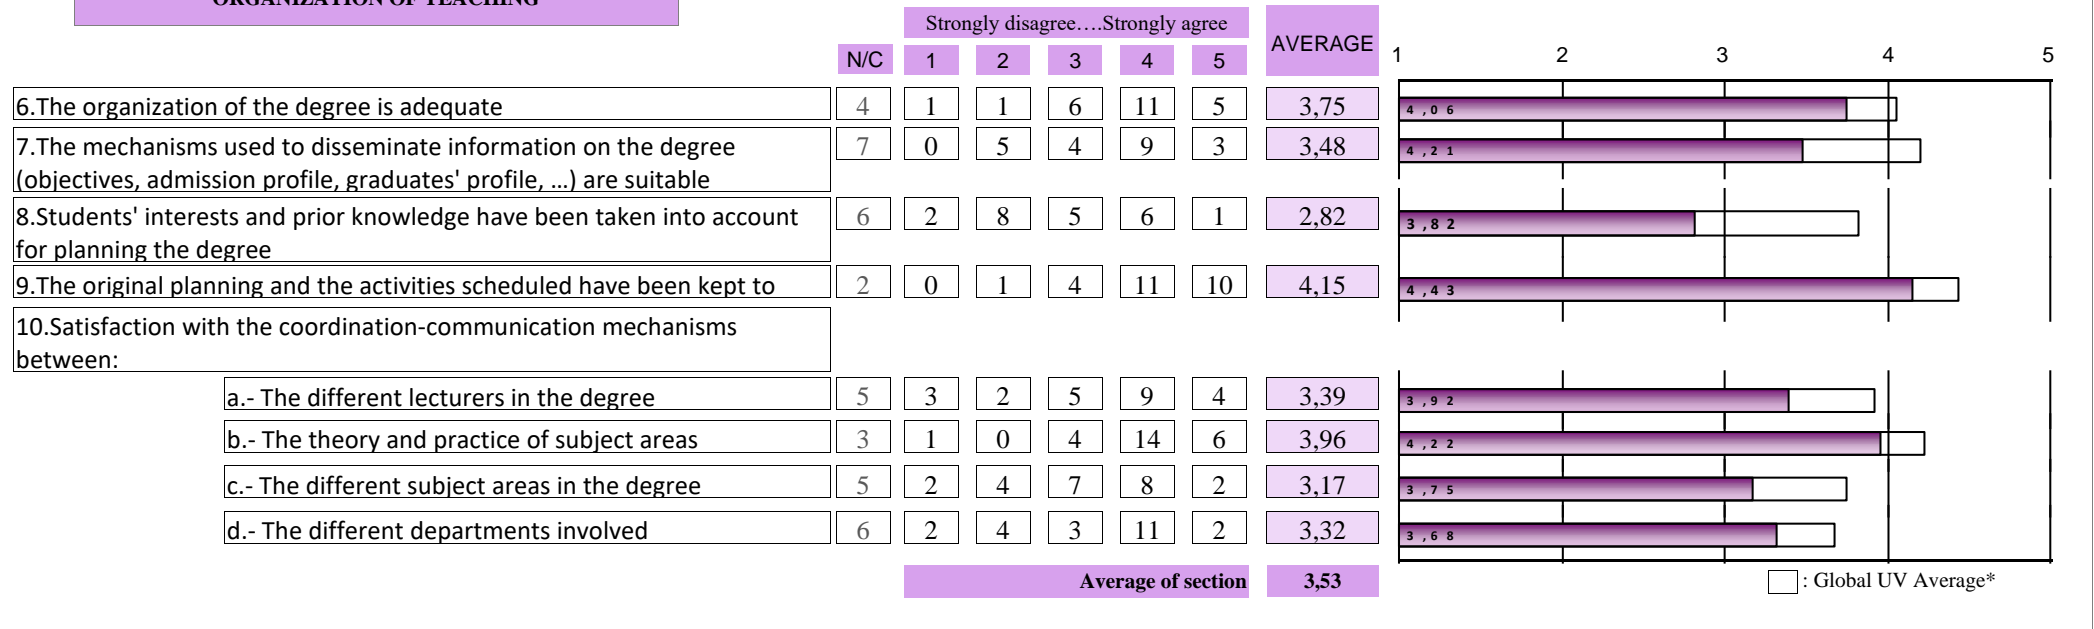 ORGANIZATION OF TEACHING
Strongly disagree….Strongly agree
AVERAGE
N/C 1 2 3 4 5
1 2 3 4 5
6.The organization of the degree is adequate 4 1 1 6 11 5 3,75 4,06
7.The mechanisms used to disseminate information on the degree 7 0 5 4 9 3 3,48 4,21
(objectives, admission profile, graduates' profile, ...) are suitable
8.Students' interests and prior knowledge have been taken into account 6 2 8 5 6 1 2,82 3,82
for planning the degree
9.The original planning and the activities scheduled have been kept to 2 0 1 4 11 10 4,15 4,43
10.Satisfaction with the coordination-communication mechanisms
between:
a.- The different lecturers in the degree 5 3 2 5 9 4 3,39 3,92
b.- The theory and practice of subject areas 3 1 0 4 14 6 3,96 4,22
c.- The different subject areas in the degree 5 2 4 7 8 2 3,17 3,75
d.- The different departments involved 6 2 4 3 11 2 3,32 3,68
Average of section 3,53
: Global UV Average*